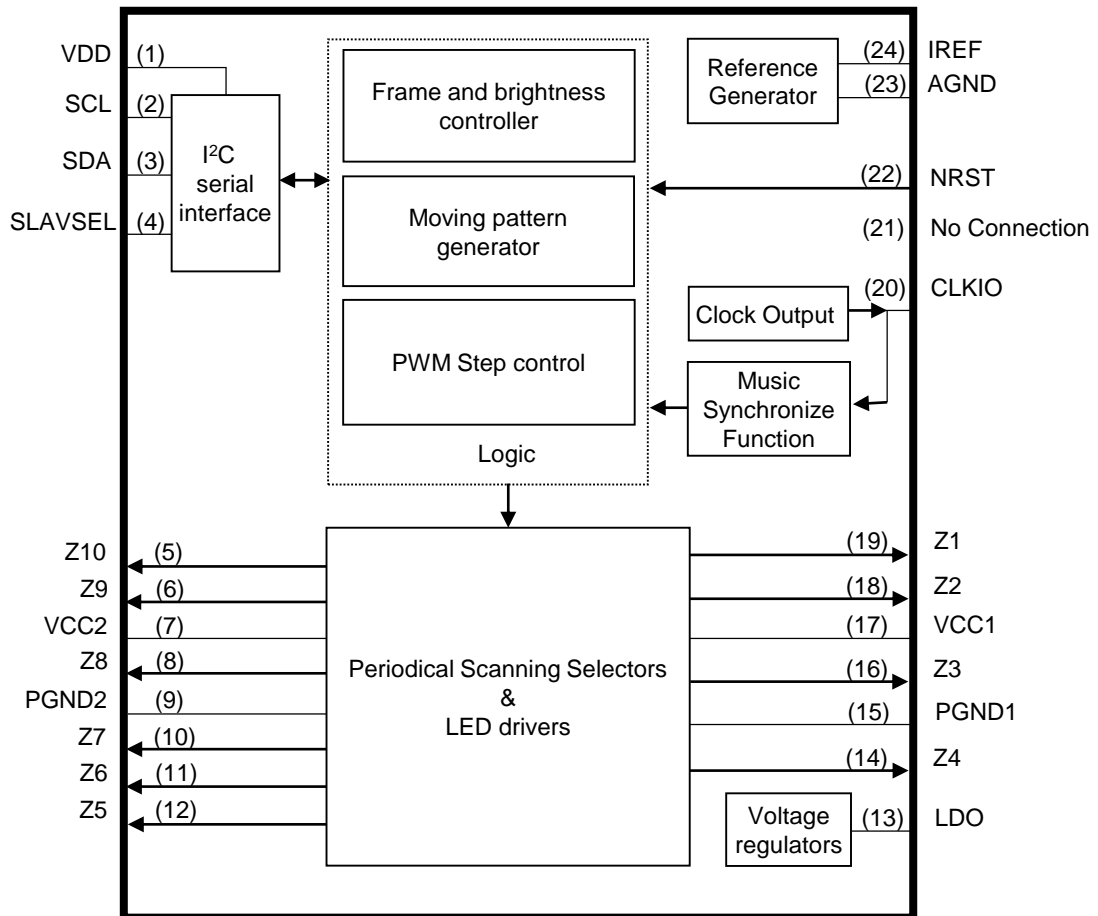 VDD (1)
SCL (2)
SDA (3)
SLAVSEL (4)
I²C
serial
interface
Frame and brightness
controller
Moving pattern
generator
PWM Step control
Logic
Reference
Generator
(24) IREF
(23) AGND
(22) NRST
(21) No Connection
(20) CLKIO
Clock Output
Music
Synchronize
Function
Z10 (5)
Z9 (6)
VCC2 (7)
Z8 (8)
PGND2 (9)
Z7 (10)
Z6 (11)
Z5 (12)
Periodical Scanning Selectors
&
LED drivers
(19) Z1
(18) Z2
(17) VCC1
(16) Z3
(15) PGND1
(14) Z4
Voltage
regulators
(13) LDO